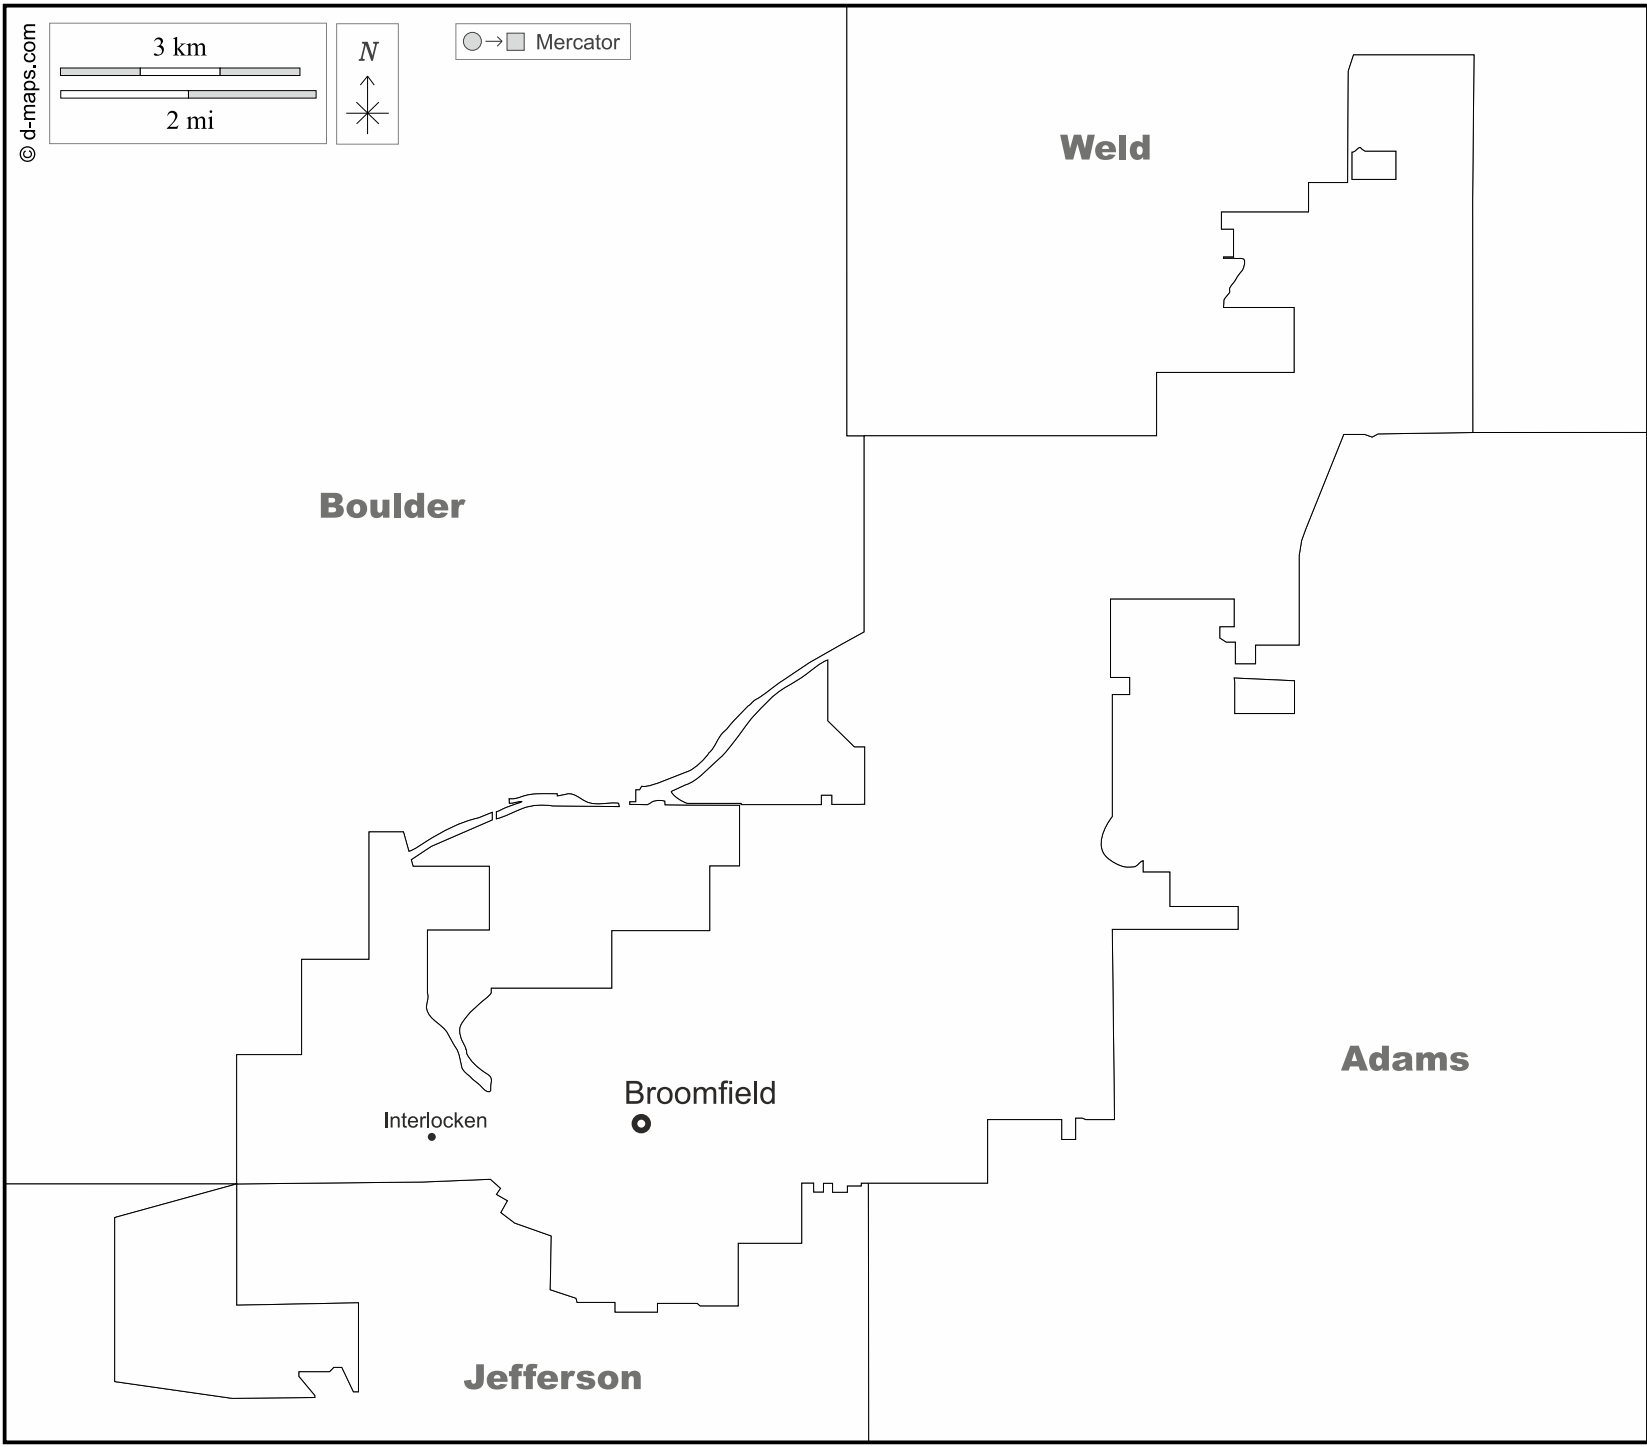 © d-maps.com
3 km
2 mi
N
Mercator
Weld
Boulder
Adams
Broomfield
Interlocken
Jefferson